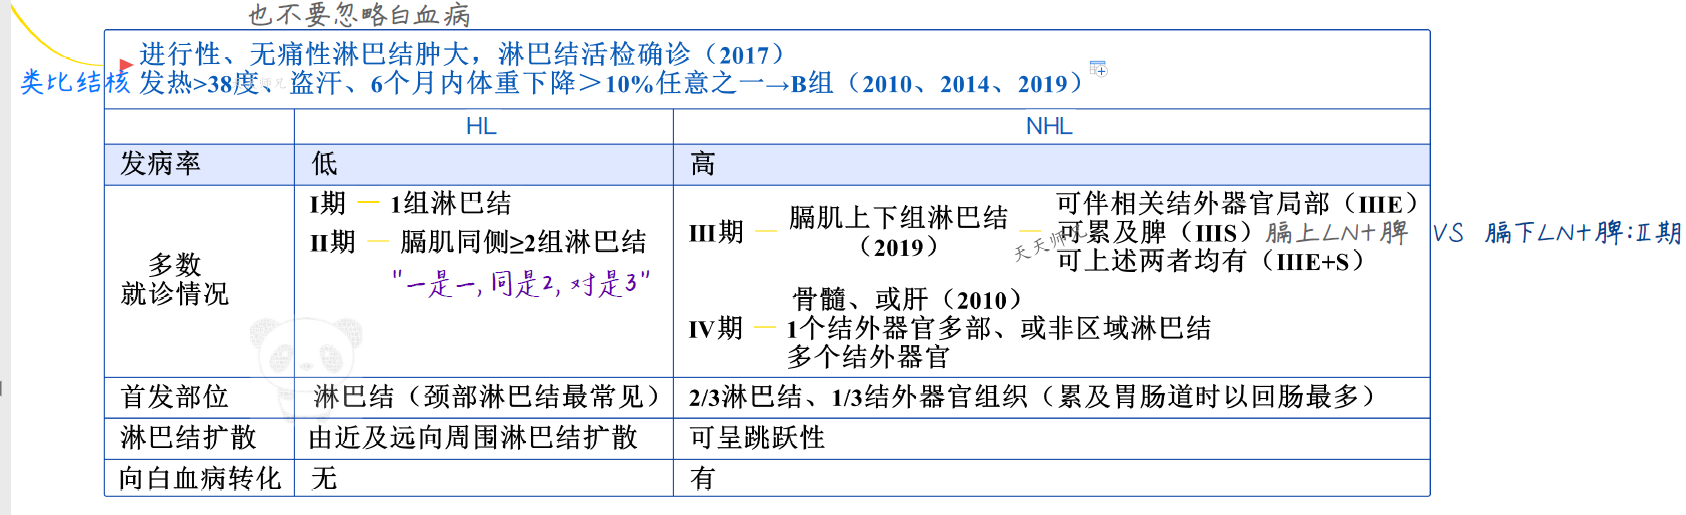 也不要忽略白血病
进行性、无痛性淋巴结肿大，淋巴结活检确诊（2017）
类比结核 发热>38度、盗汗、6个月内体重下降＞10%任意之一→B组（2010、2014、2019）
HL NHL
发病率 低 高
多数
就诊情况
I期 — 1组淋巴结
II期 — 膈肌同侧≥2组淋巴结
"一是一, 同是2, 对是3"
III期 — 膈肌上下组淋巴结
（2019）
可伴相关结外器官局部（IIIE）
可累及脾（IIIS） 膈上LN+脾 VS 膈下LN+脾:II期
可上述两者均有（IIIE+S）
天天师兄
骨髓、或肝（2010）
IV期 — 1个结外器官多部、或非区域淋巴结
多个结外器官
首发部位 淋巴结（颈部淋巴结最常见） 2/3淋巴结、1/3结外器官组织（累及胃肠道时以回肠最多）
淋巴结扩散 由近及远向周围淋巴结扩散 可呈跳跃性
向白血病转化 无 有